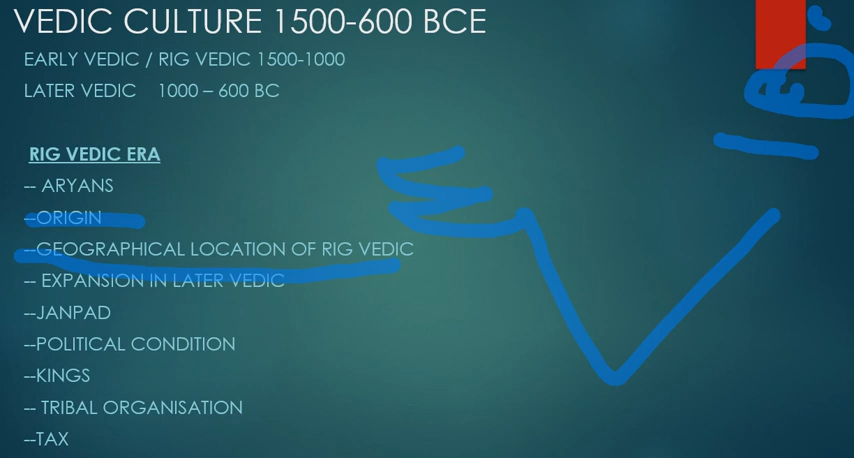 VEDIC CULTURE 1500-600 BCE
EARLY VEDIC / RIG VEDIC 1500-1000
LATER VEDIC 1000 – 600 BC
RIG VEDIC ERA
-- ARYANS
--ORIGIN
--GEOGRAPHICAL LOCATION OF RIG VEDIC
-- EXPANSION IN LATER VEDIC
--JANPAD
--POLITICAL CONDITION
--KINGS
-- TRIBAL ORGANISATION
--TAX